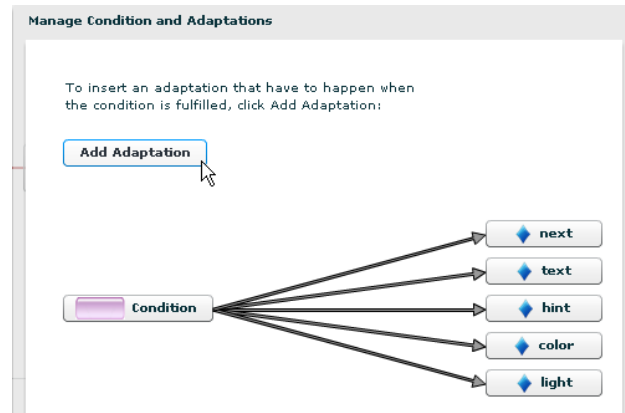 Manage Condition and Adaptations
To insert an adaptation that have to happen when
the condition is fulfilled, click Add Adaptation:
Add Adaptation
next
text
Condition
hint
color
light